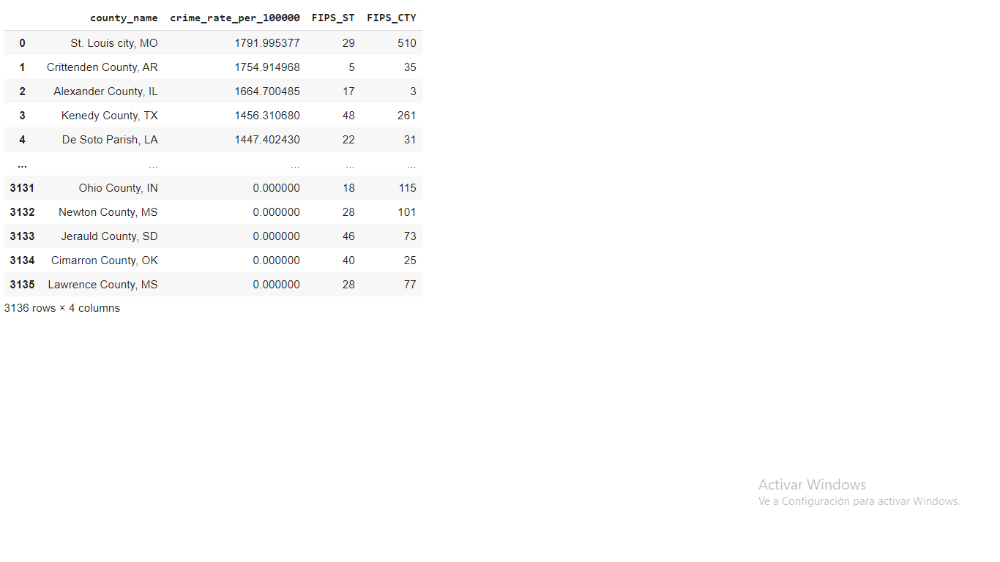 county_name crime_rate_per_100000 FIPS_ST FIPS_CTY
0 St. Louis city, MO 1791.995377 29 510
1 Crittenden County, AR 1754.914968 5 35
2 Alexander County, IL 1664.700485 17 3
3 Kenedy County, TX 1456.310680 48 261
4 De Soto Parish, LA 1447.402430 22 31
... ... ... ... ...
3131 Ohio County, IN 0.000000 18 115
3132 Newton County, MS 0.000000 28 101
3133 Jerauld County, SD 0.000000 46 73
3134 Cimarron County, OK 0.000000 40 25
3135 Lawrence County, MS 0.000000 28 77
3136 rows × 4 columns
Activar Windows
Ve a Configuración para activar Windows.